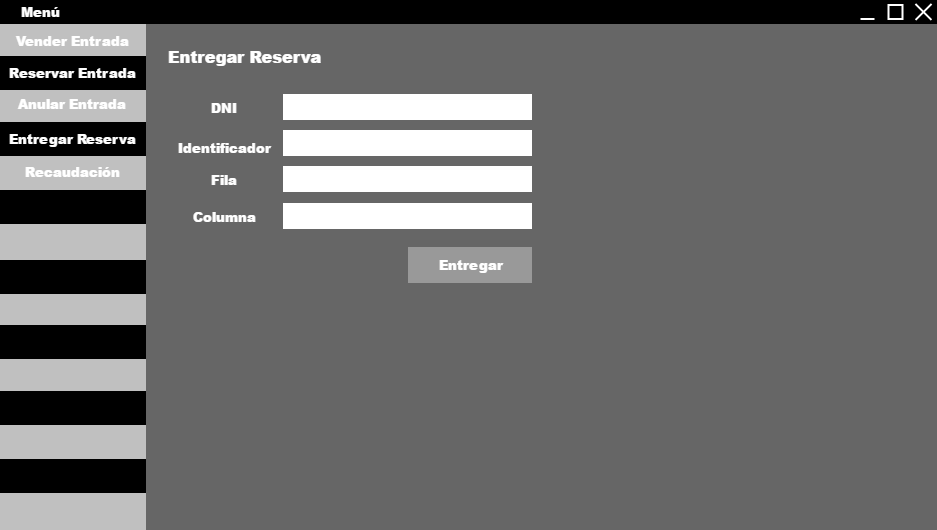 Menú
Vender Entrada
Reservar Entrada
Anular Entrada
Entregar Reserva
Recaudación
Entregar Reserva
DNI
Identificador
Fila
Columna
Entregar